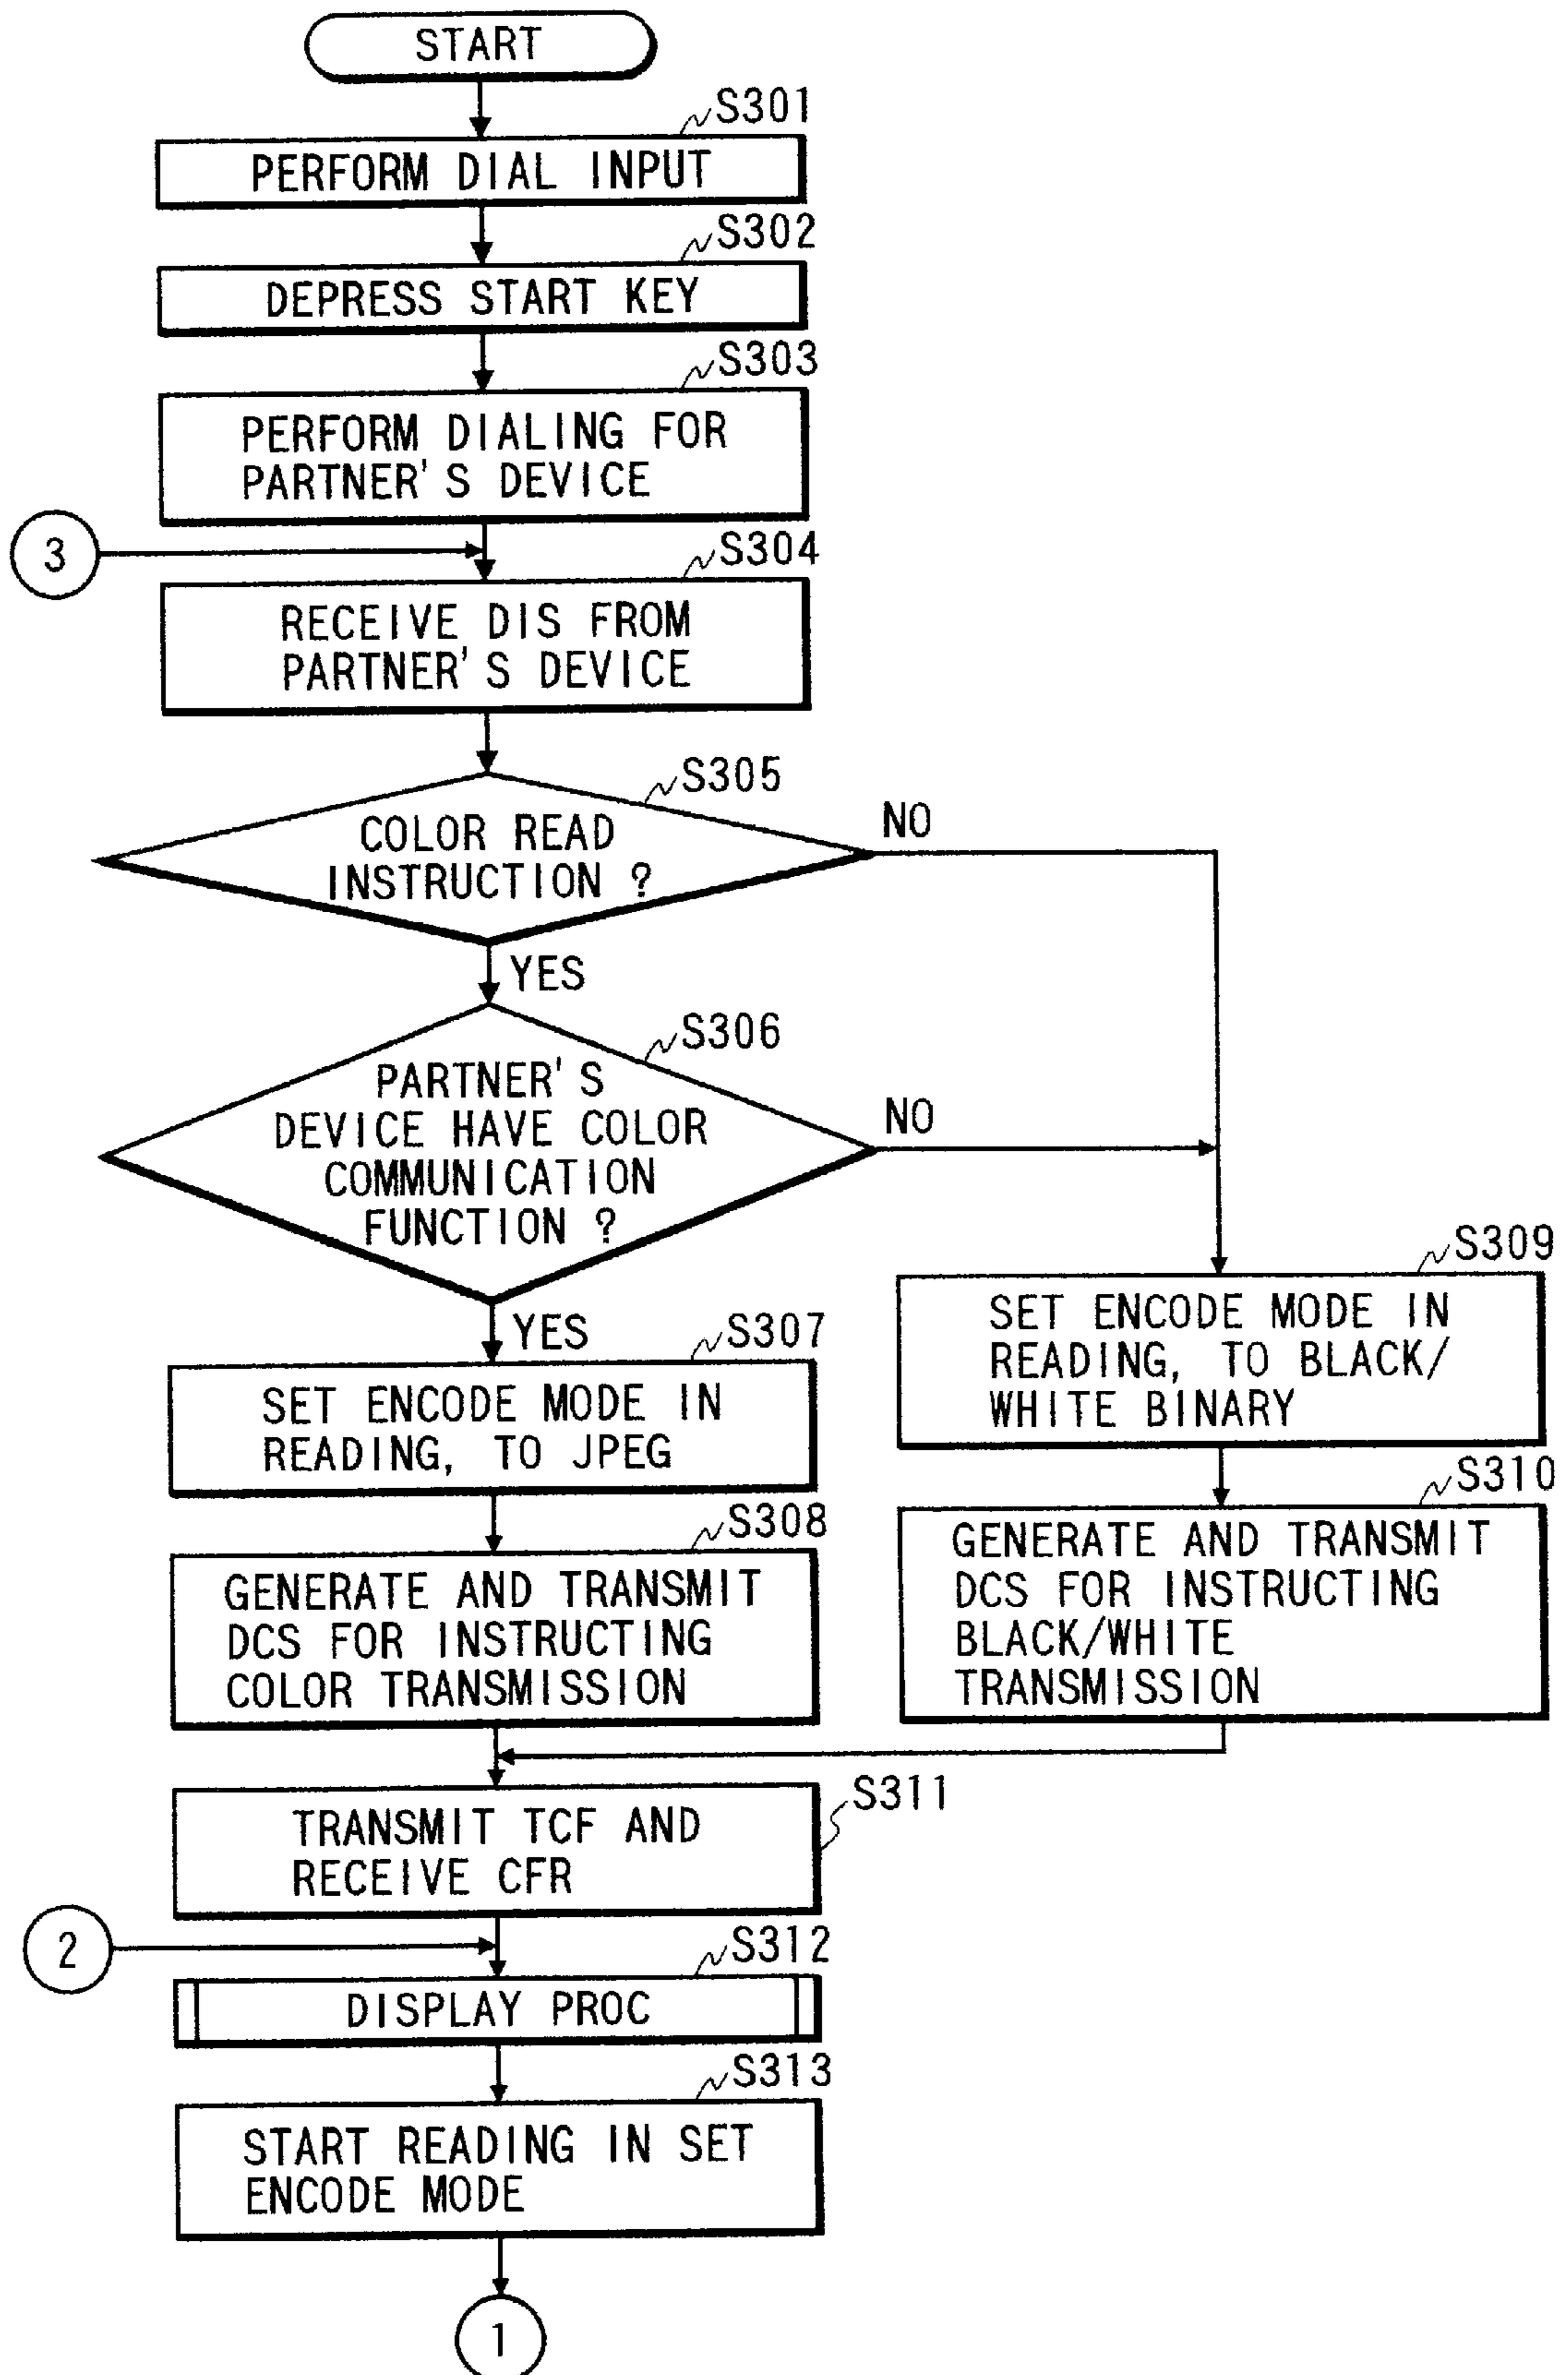 START
S301
PERFORM DIAL INPUT
S302
DEPRESS START KEY
S303
PERFORM DIALING FOR
PARTNER'S DEVICE
3
S304
RECEIVE DIS FROM
PARTNER'S DEVICE
S305
COLOR READ
INSTRUCTION ?
NO
YES
S306
PARTNER'S
DEVICE HAVE COLOR
COMMUNICATION
FUNCTION ?
NO
YES
S307
SET ENCODE MODE IN
READING, TO JPEG
S308
GENERATE AND TRANSMIT
DCS FOR INSTRUCTING
COLOR TRANSMISSION
S309
SET ENCODE MODE IN
READING, TO BLACK/
WHITE BINARY
S310
GENERATE AND TRANSMIT
DCS FOR INSTRUCTING
BLACK/WHITE
TRANSMISSION
S311
TRANSMIT TCF AND
RECEIVE CFR
2
S312
DISPLAY PROC
S313
START READING IN SET
ENCODE MODE
1